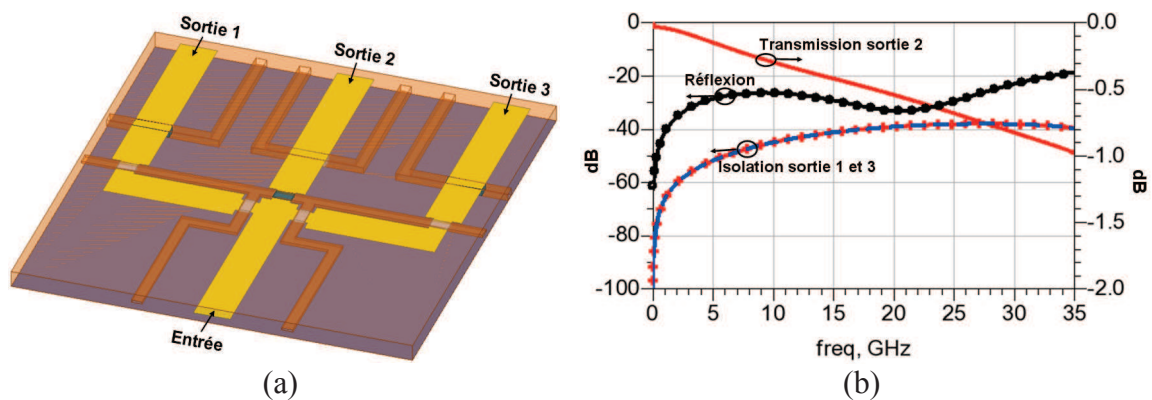 Sortie 1
Sortie 2
Sortie 3
Entrée
(a)
0
-20
-40
-60
-80
-100
dB
0.0
-0.5
-1.0
-1.5
-2.0
dB
Transmission sortie 2
Réflexion
Isolation sortie 1 et 3
0 5 10 15 20 25 30 35
freq, GHz
(b)